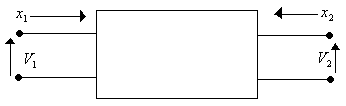 x₁ x₂
V₁ V₂